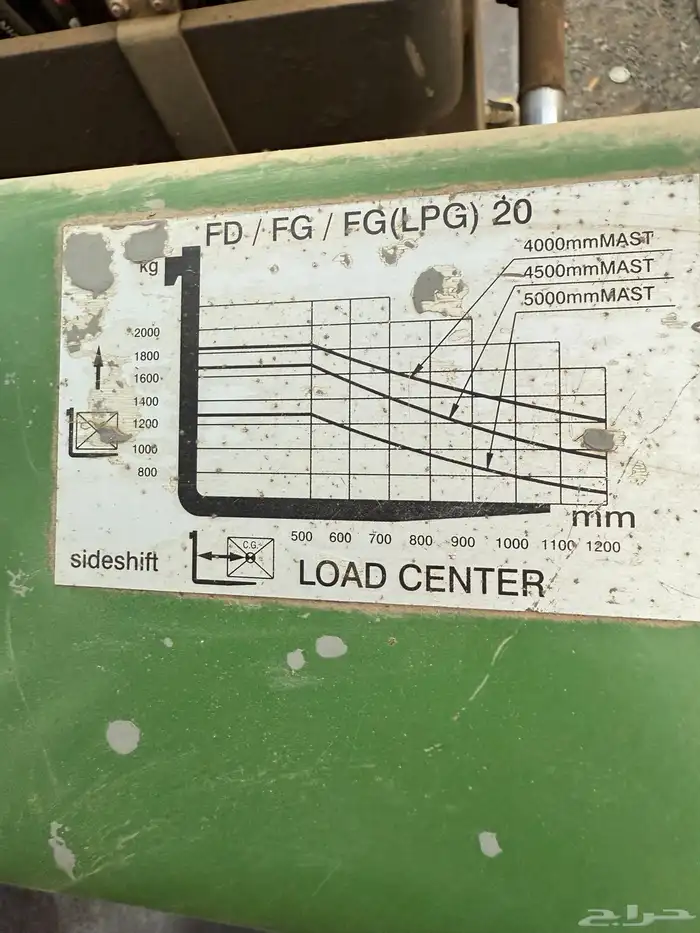 FD / FG / FG(LPG) 20
kg
4000mmMAST
4500mmMAST
5000mmMAST
2000
1800
1600
1400
1200
1000
800
mm
500 600 700 800 900 1000 1100 1200
C.G.
sideshift
LOAD CENTER
حراج